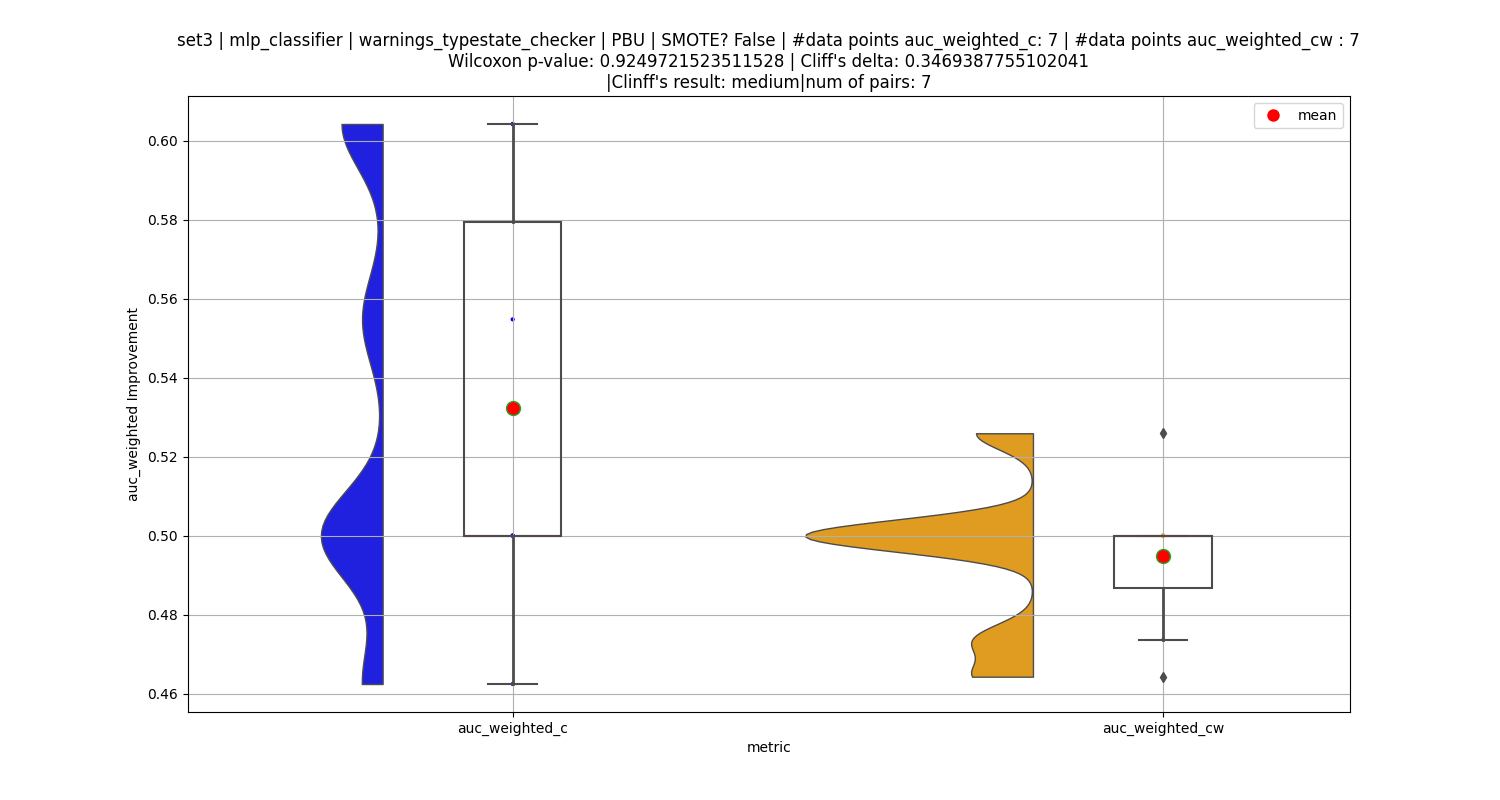 set3 | mlp_classifier | warnings_typestate_checker | PBU | SMOTE? False | #data points auc_weighted_c: 7 | #data points auc_weighted_cw : 7
Wilcoxon p-value: 0.9249721523511528 | Cliff's delta: 0.3469387755102041
|Clinff's result: medium|num of pairs: 7
mean
0.60
0.58
0.56
0.54
0.52
0.50
0.48
0.46
auc_weighted Improvement
auc_weighted_c
auc_weighted_cw
metric